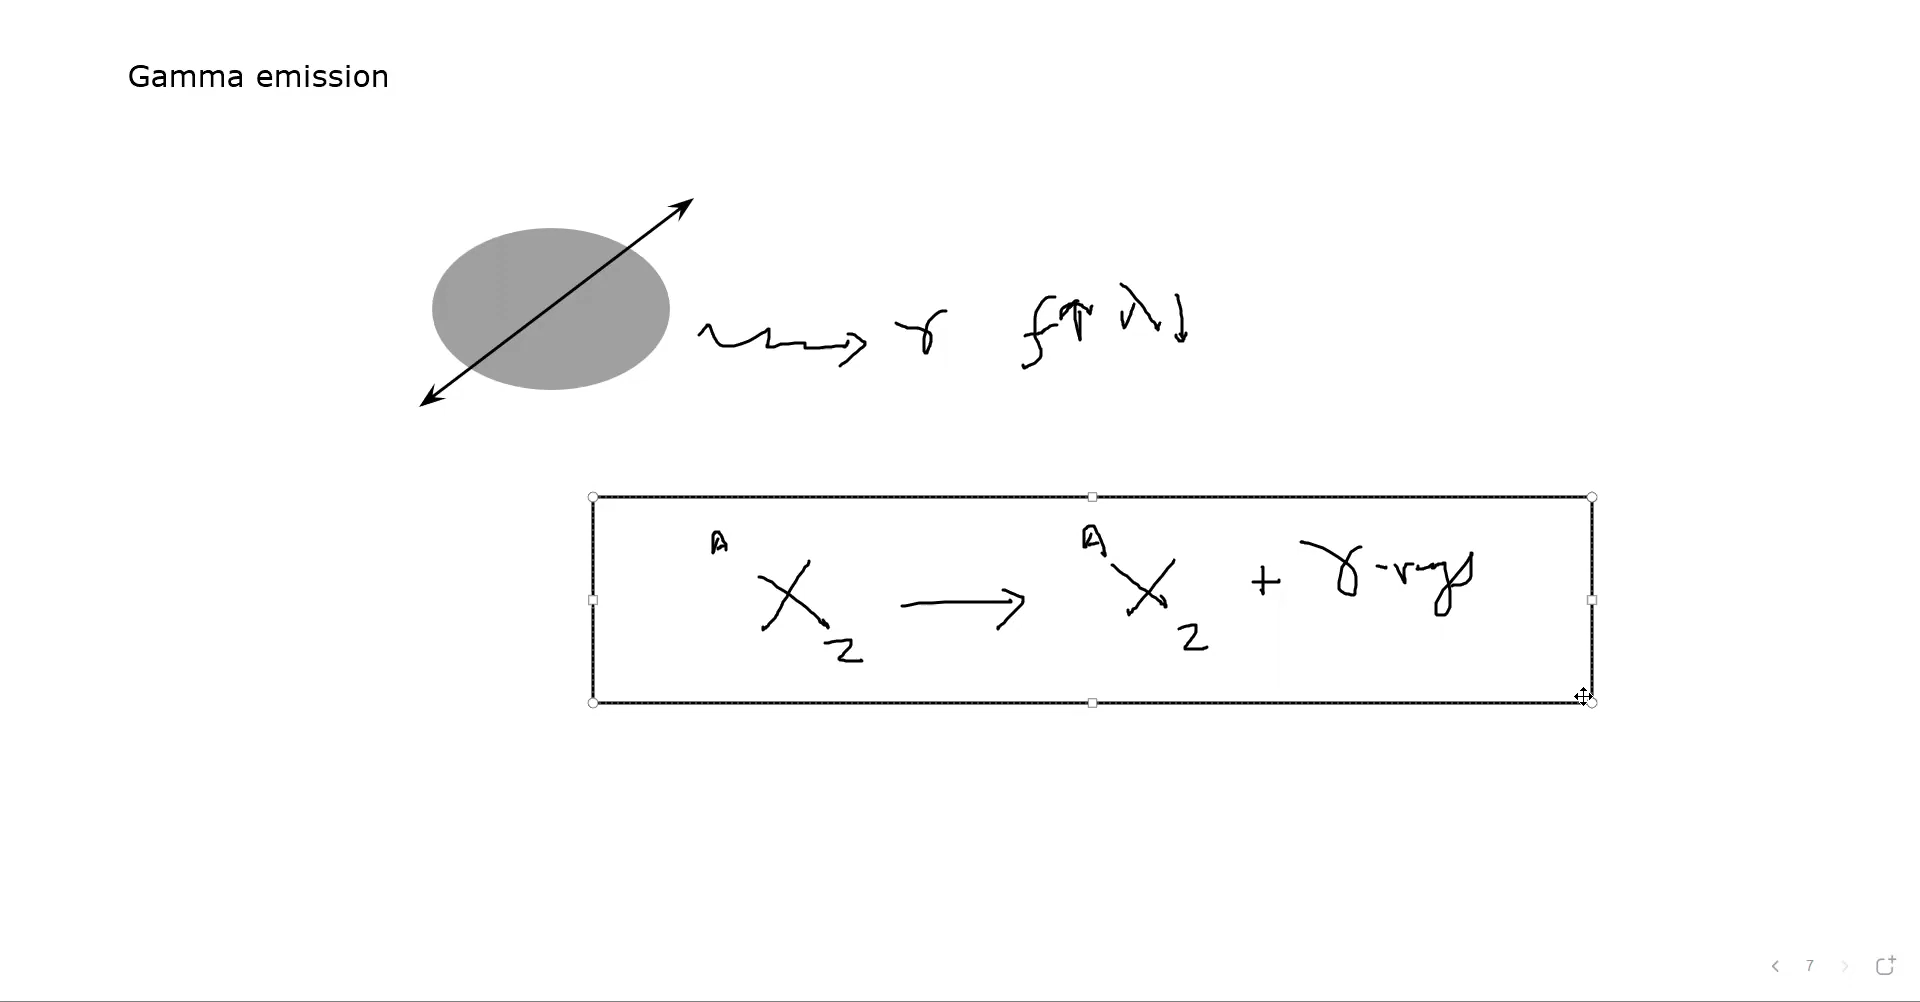 Gamma emission
γ f↑ λ↓
A X Z → A X Z + γ-rays
7